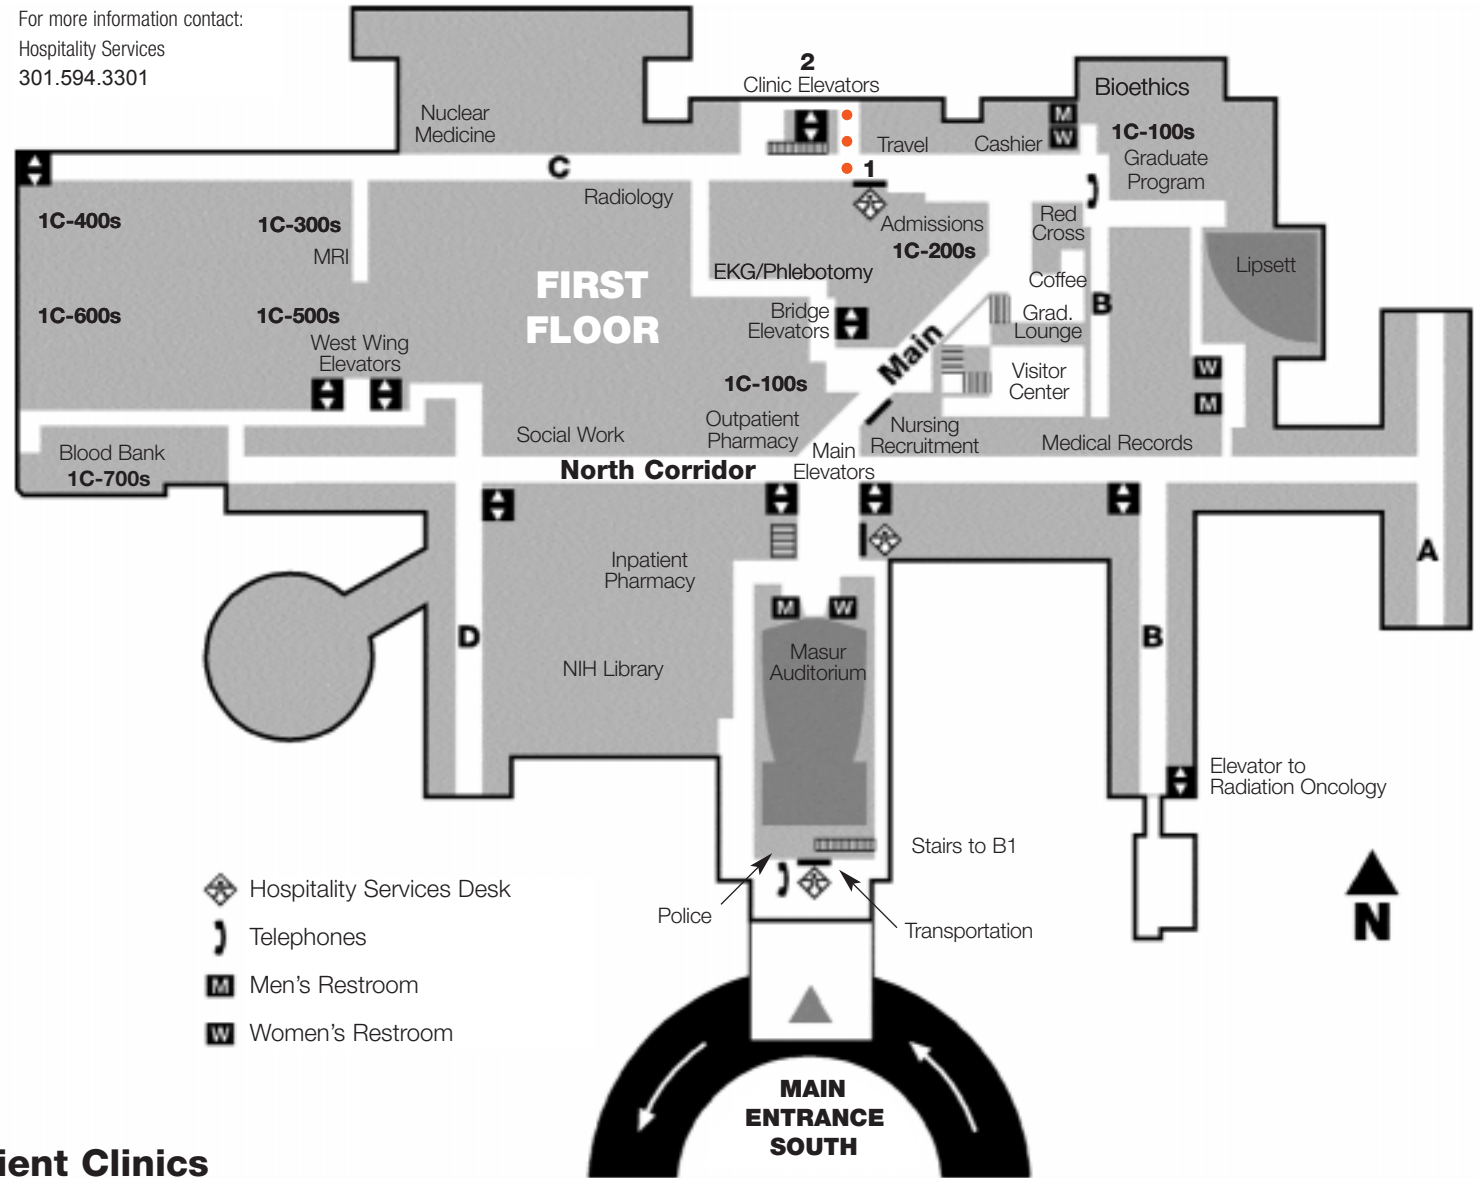 For more information contact:
Hospitality Services
301.594.3301
2
Clinic Elevators
Bioethics
Nuclear
Medicine
M
W
1C-100s
Travel
Cashier
Graduate
Program
C
1
Radiology
1C-400s
1C-300s
MRI
Admissions
1C-200s
Red
Cross
Lipsett
EKG/Phlebotomy
FIRST
FLOOR
Coffee
B
1C-600s
1C-500s
Bridge
Elevators
Grad.
Lounge
Main
West Wing
Elevators
Visitor
Center
W
M
1C-100s
Outpatient
Pharmacy
Nursing
Recruitment
Social Work
Medical Records
Blood Bank
1C-700s
North Corridor
Main
Elevators
A
Inpatient
Pharmacy
M
W
D
B
NIH Library
Masur
Auditorium
Elevator to
Radiation Oncology
Stairs to B1
Hospitality Services Desk
Police
Transportation
N
Telephones
M Men's Restroom
W Women's Restroom
MAIN
ENTRANCE
SOUTH
ient Clinics